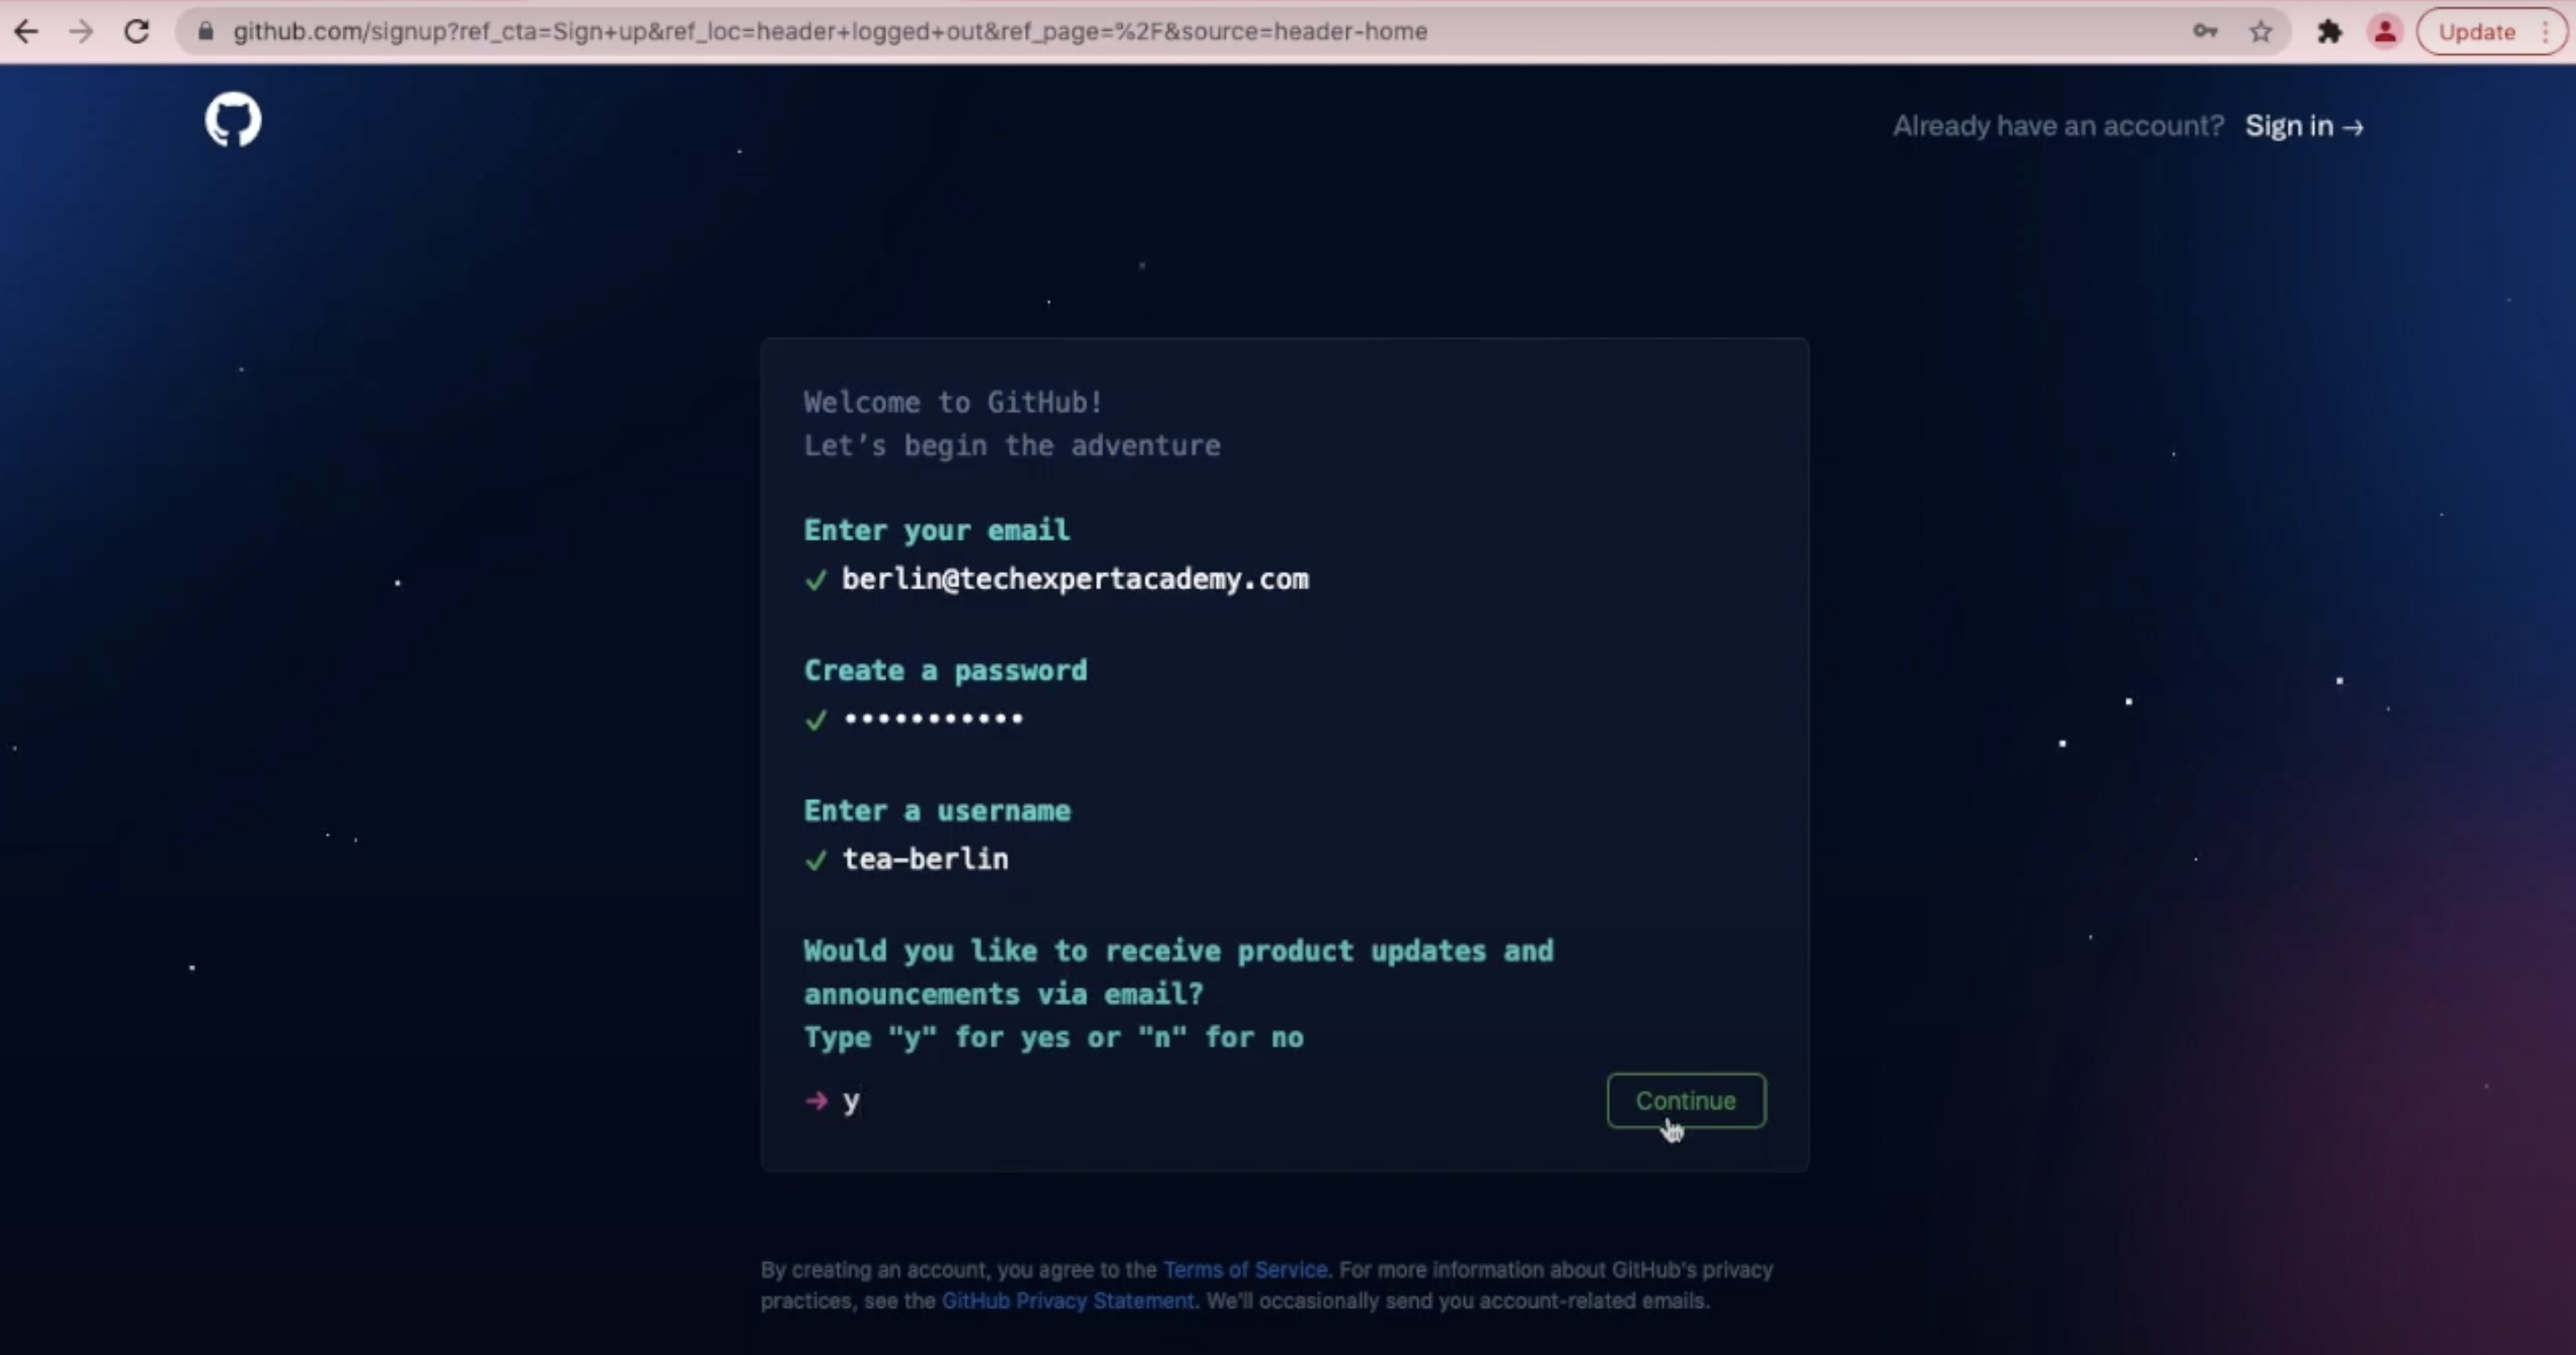 github.com/signup?ref_cta=Sign+up&ref_loc=header+logged+out&ref_page=%2F&source=header-home
Update
Already have an account? Sign in →
Welcome to GitHub!
Let’s begin the adventure
Enter your email
✓ berlin@techexpertacademy.com
Create a password
✓ •••••••••••
Enter a username
✓ tea-berlin
Would you like to receive product updates and
announcements via email?
Type "y" for yes or "n" for no
→ y
Continue
By creating an account, you agree to the Terms of Service. For more information about GitHub's privacy
practices, see the GitHub Privacy Statement. We'll occasionally send you account-related emails.